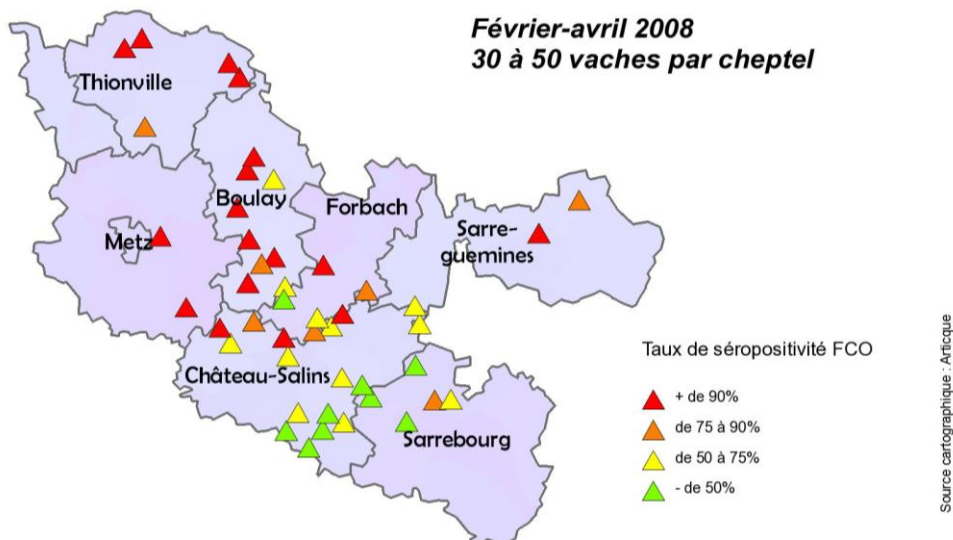 Février-avril 2008
30 à 50 vaches par cheptel
Thionville
Boulay
Forbach
Metz
Sarre-
guemines
Château-Salins
Sarrebourg
Taux de séropositivité FCO
+ de 90%
de 75 à 90%
de 50 à 75%
- de 50%
Source cartographique : Articque